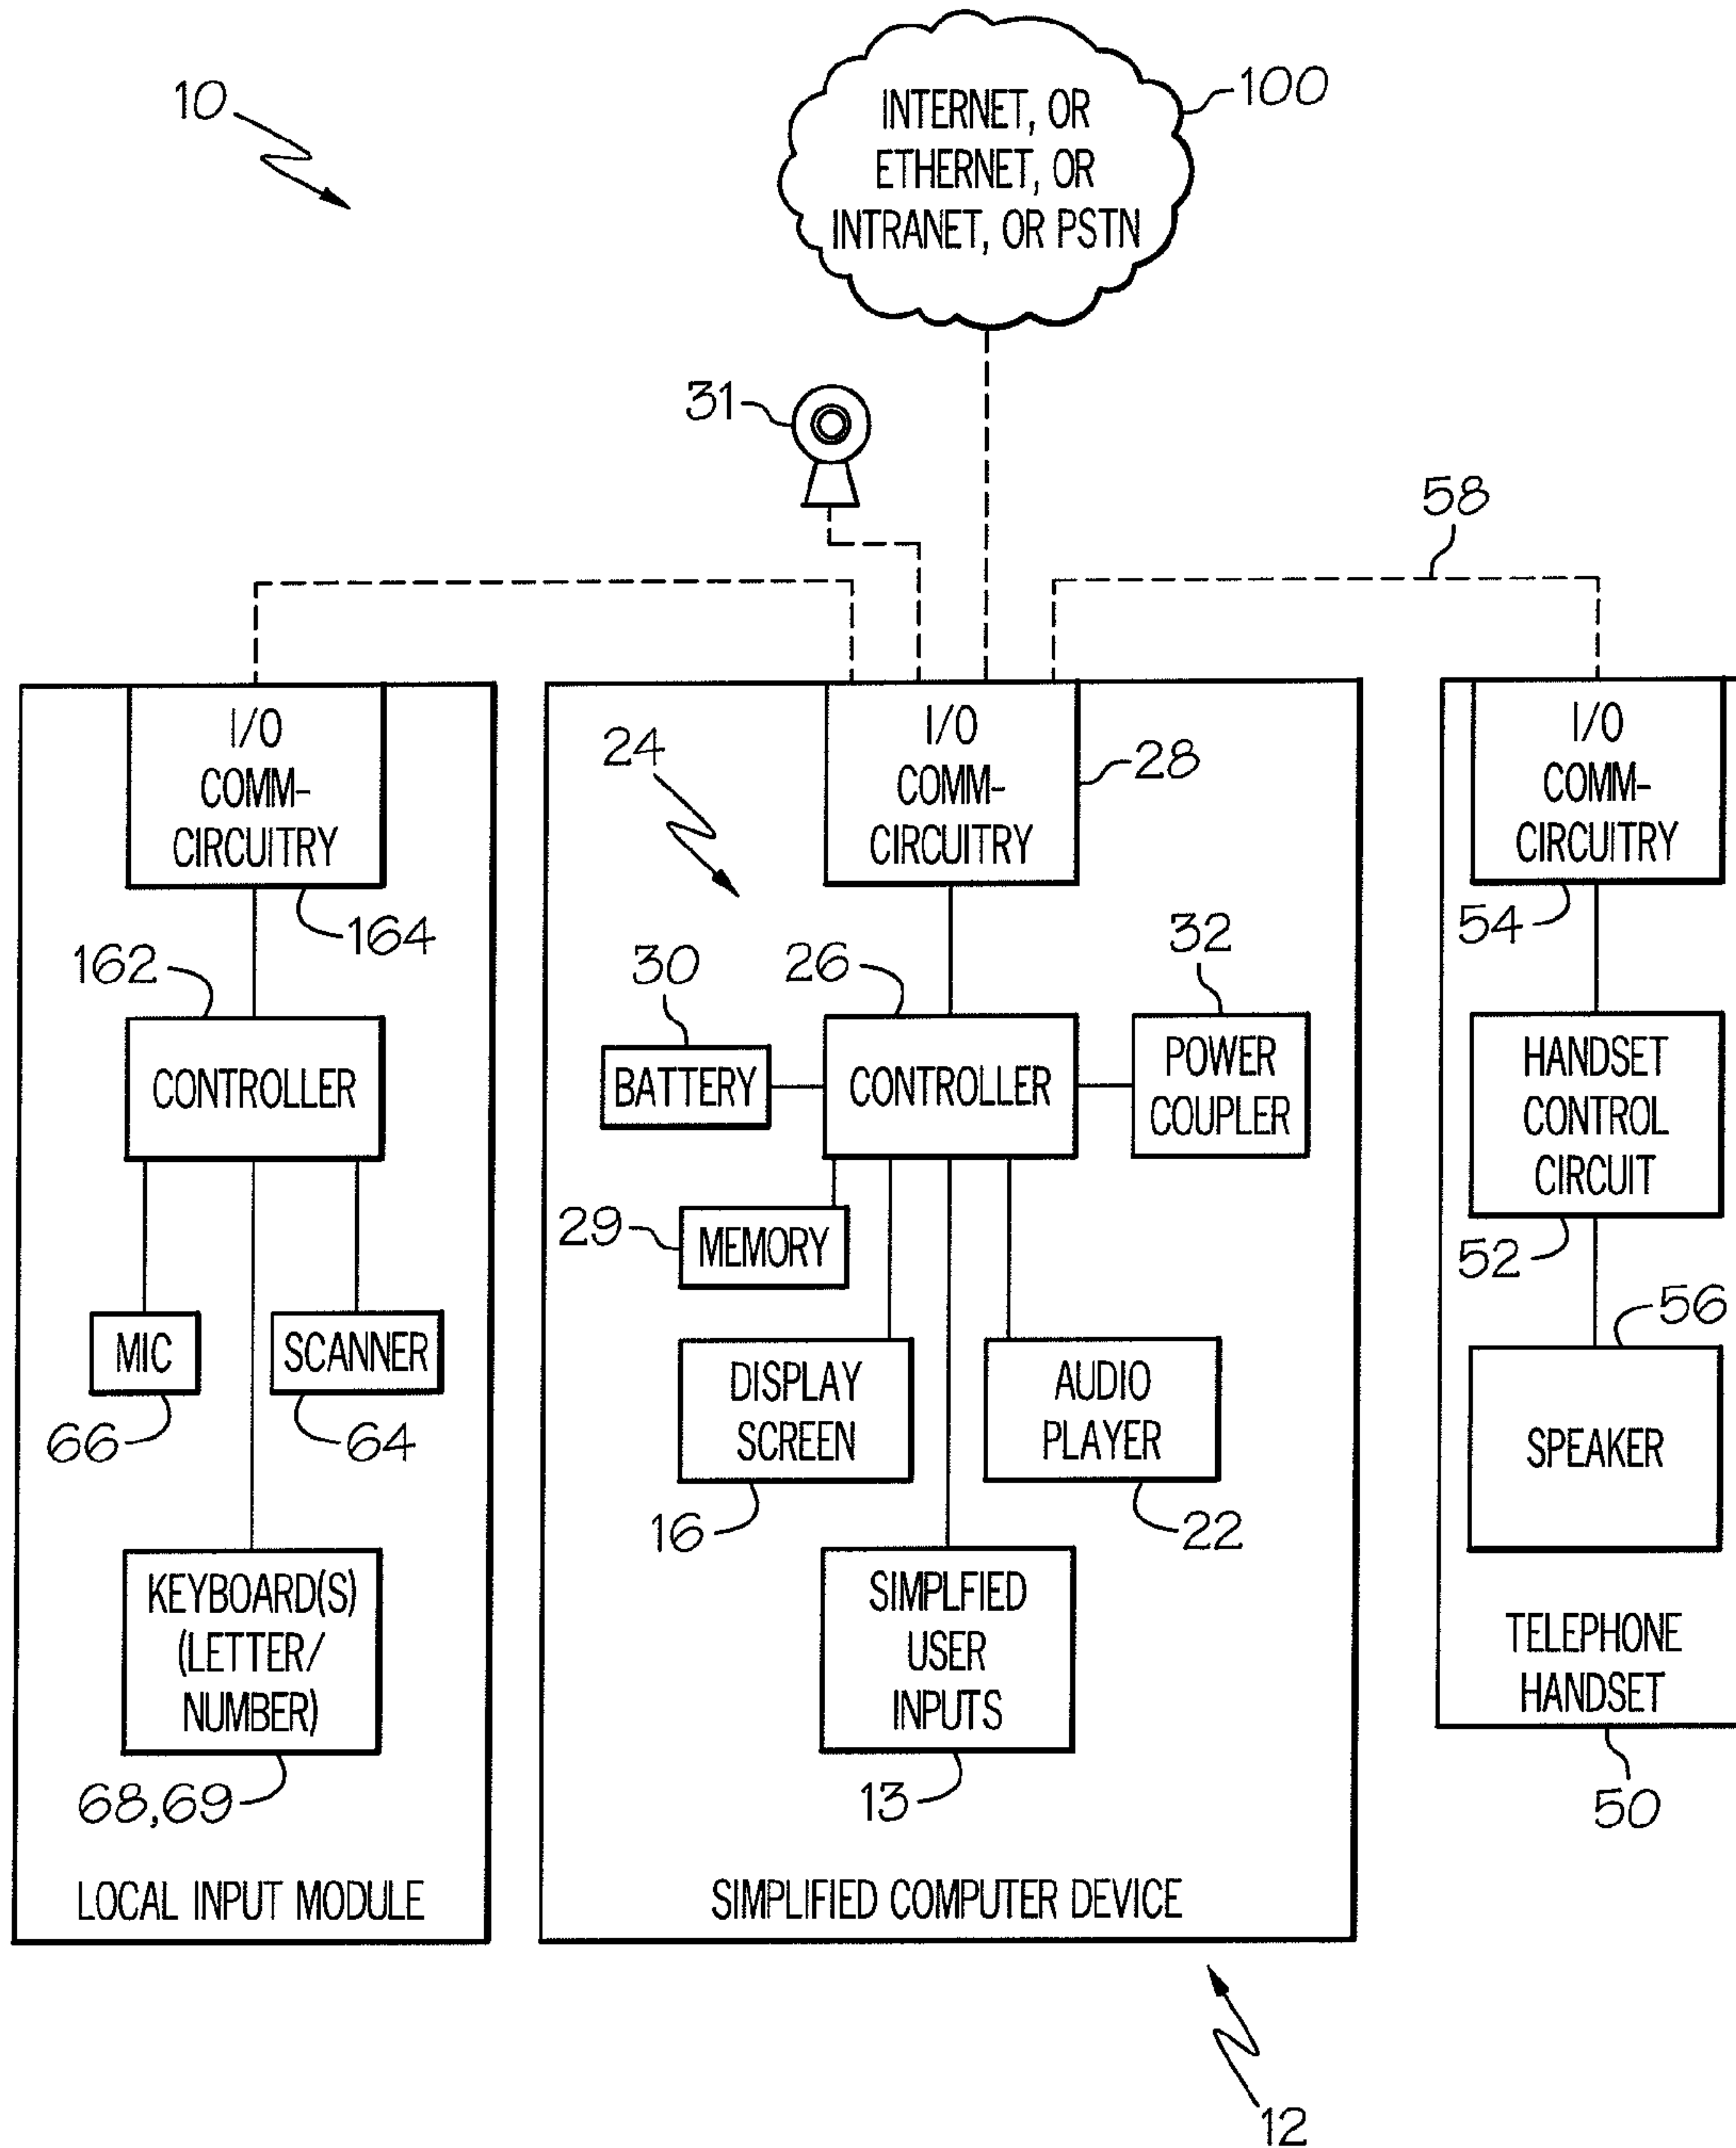 10
INTERNET, OR
ETHERNET, OR
INTRANET, OR PSTN
100
31
58
I/O
COMM-
CIRCUITRY
164
162
CONTROLLER
MIC
66
SCANNER
64
KEYBOARD(S)
(LETTER/
NUMBER)
68,69
LOCAL INPUT MODULE
24
I/O
COMM-
CIRCUITRY
28
30
BATTERY
26
CONTROLLER
32
POWER
COUPLER
29
MEMORY
DISPLAY
SCREEN
16
AUDIO
PLAYER
22
SIMPLFIED
USER
INPUTS
13
SIMPLIFIED COMPUTER DEVICE
12
I/O
COMM-
CIRCUITRY
54
HANDSET
CONTROL
CIRCUIT
52
56
SPEAKER
TELEPHONE
HANDSET
50